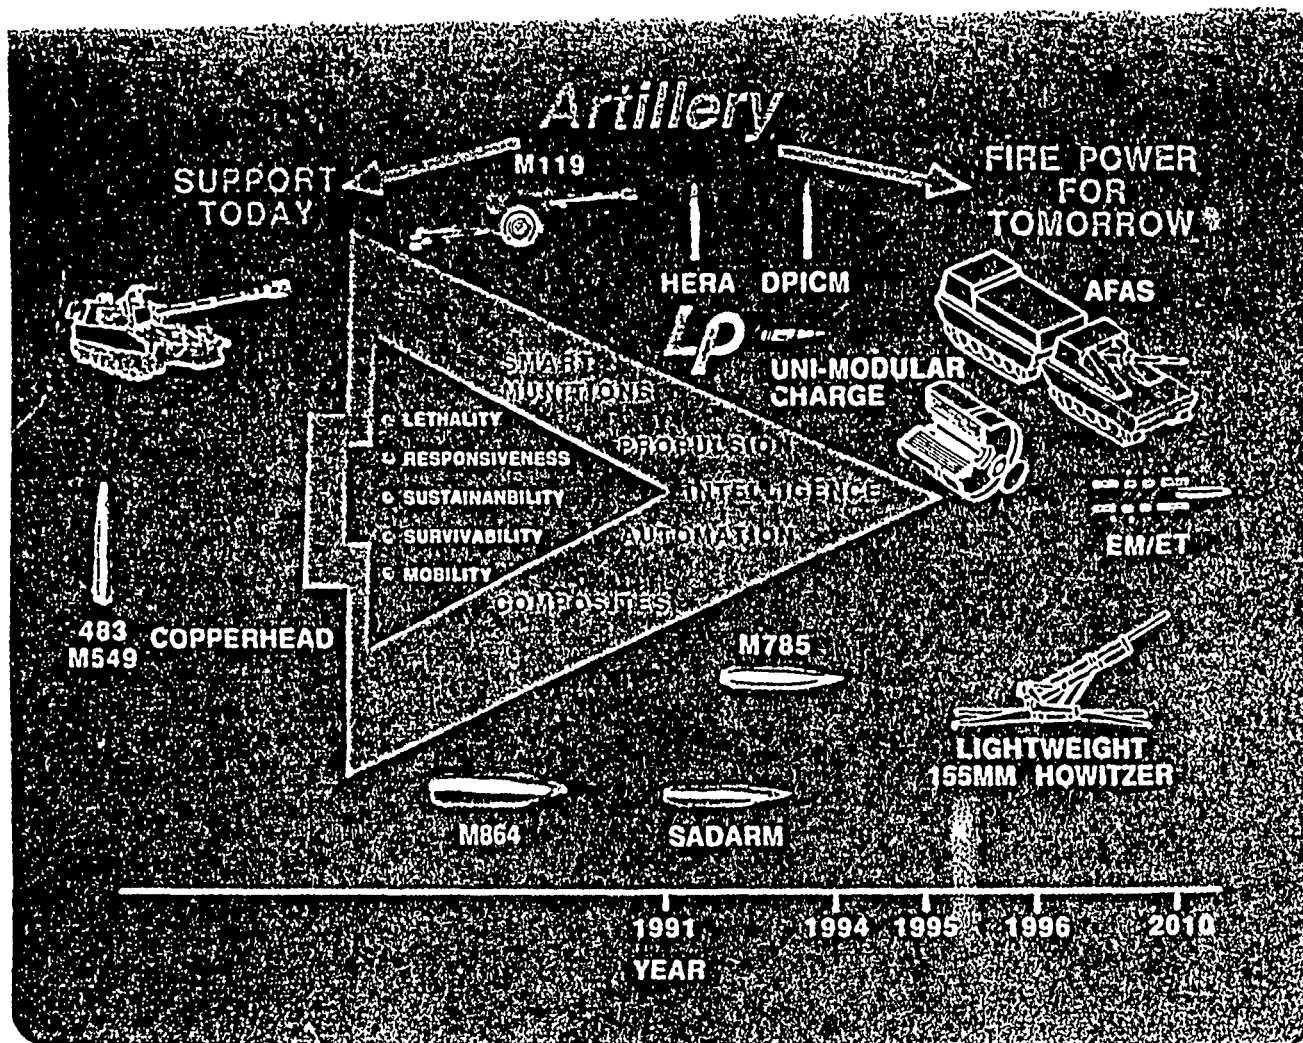 Artillery
SUPPORT
TODAY
M119
FIRE POWER
FOR
TOMORROW
HERA
DPICM
AFAS
LP
UNI-MODULAR
CHARGE
SMART
MUNITIONS
PROPULSION
INTELLIGENCE
AUTOMATION
COMPOSITES
LETHALITY
RESPONSIVENESS
SUSTAINANBILITY
SURVIVABILITY
MOBILITY
EM/ET
483
M549
COPPERHEAD
M785
LIGHTWEIGHT
155MM HOWITZER
M864
SADARM
1991
1994
1995
1996
2010
YEAR